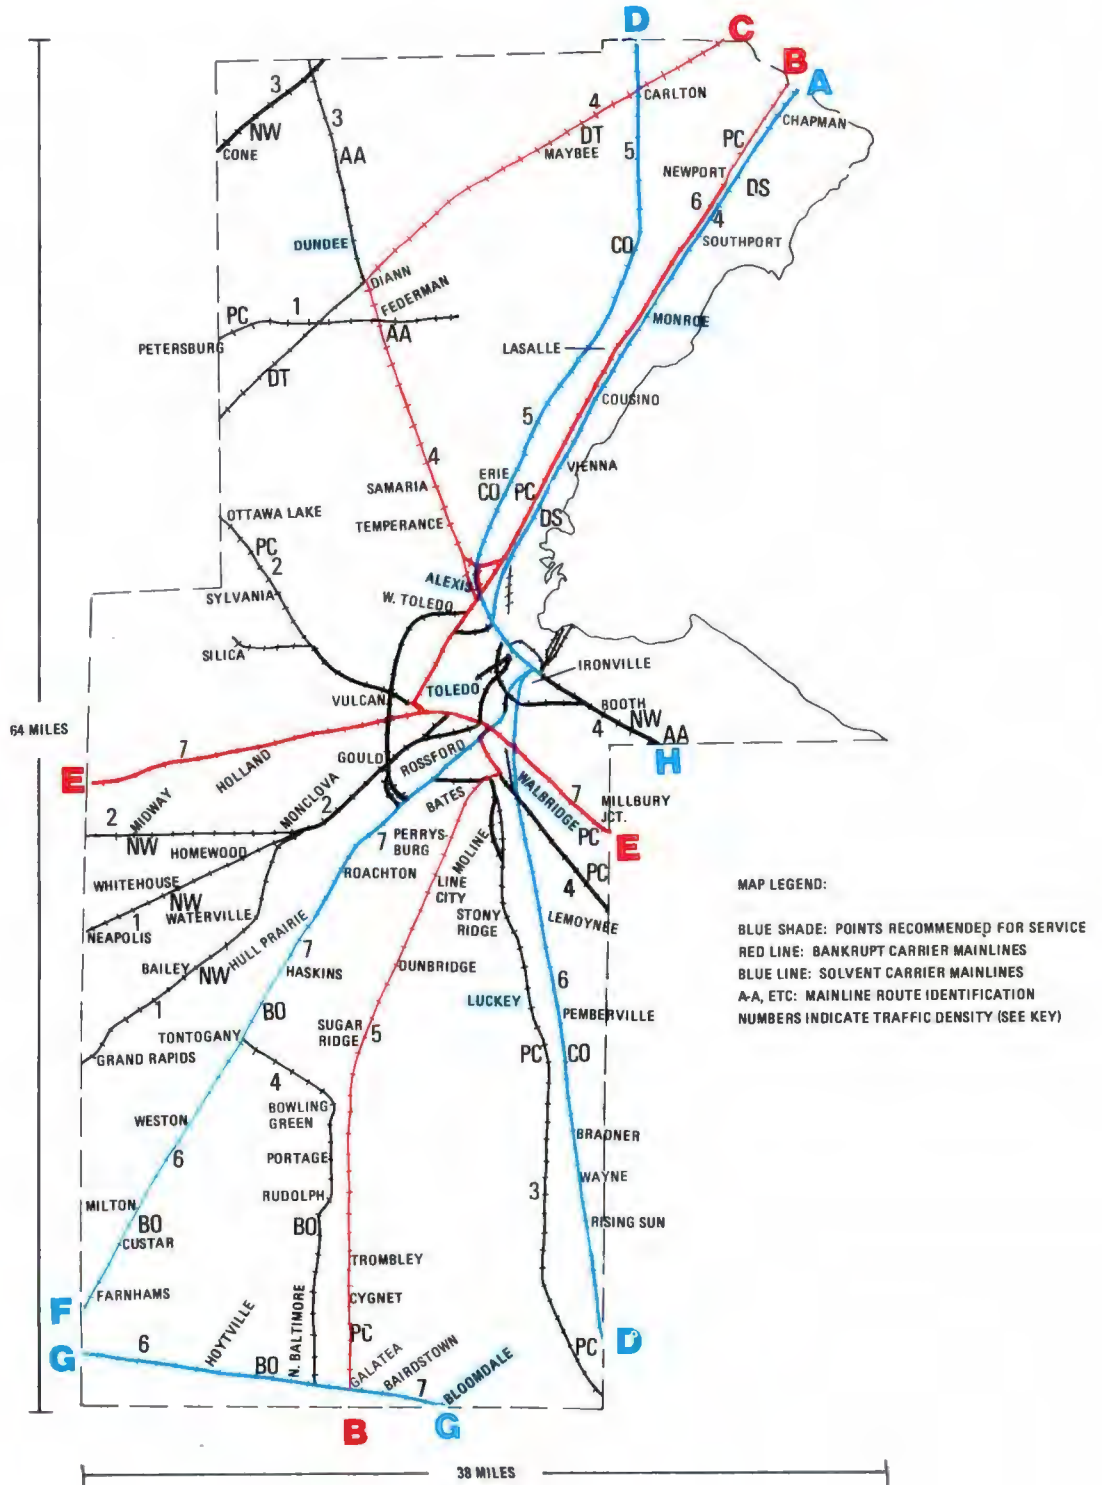 D
C
B
A
3
CARLTON
4
3
NW
DT
CHAPMAN
CONE
AA
MAYBEE
5
PC
NEWPORT
DS
6
4
DUNDEE
CO
SOUTHPORT
DIANN
FEDERMAN
PC
1
AA
MONROE
PETERSBURG
LASALLE
DT
COUSINO
5
4
ERIE
VIENNA
SAMARIA
CO
PC
OTTAWA LAKE
TEMPERANCE
DS
PC
2
ALEXIS
SYLVANIA
W. TOLEDO
SILICA
IRONVILLE
VULCAN
TOLEDO
BOOTH
64 MILES
4
NW
AA
7
GOULD
ROSSFORD
H
E
HOLLAND
MONCLOVA
WALBRIDGE
7
MILLBURY
JCT.
2
MIDWAY
2
BATES
PC
E
NW
HOMEWOOD
7
PERRYS-
BURG
MOLINE
ROACHTON
PC
4
WHITEHOUSE
LINE
CITY
NW
WATERVILLE
STONY
RIDGE
LEMOYNEE
1
NEAPOLIS
HULL PRAIRIE
7
BAILEY
NW
HASKINS
DUNBRIDGE
6
1
BO
LUCKEY
PEMBERVILLE
TONTOGANY
SUGAR
RIDGE
5
GRAND RAPIDS
PC
CO
4
BOWLING
GREEN
WESTON
BRADNER
6
PORTAGE
WAYNE
3
RUDOLPH
MILTON
BO
BO
RISING SUN
CUSTAR
TROMBLEY
FARNHAMS
CYGNET
F
N. BALTIMORE
PC
PC
D
G
6
HOYTVILLE
BO
GALATEA
BAIRDSTOWN
7
BLOOMDALE
B
G
38 MILES
MAP LEGEND:
BLUE SHADE: POINTS RECOMMENDED FOR SERVICE
RED LINE: BANKRUPT CARRIER MAINLINES
BLUE LINE: SOLVENT CARRIER MAINLINES
A-A, ETC: MAINLINE ROUTE IDENTIFICATION
NUMBERS INDICATE TRAFFIC DENSITY (SEE KEY)